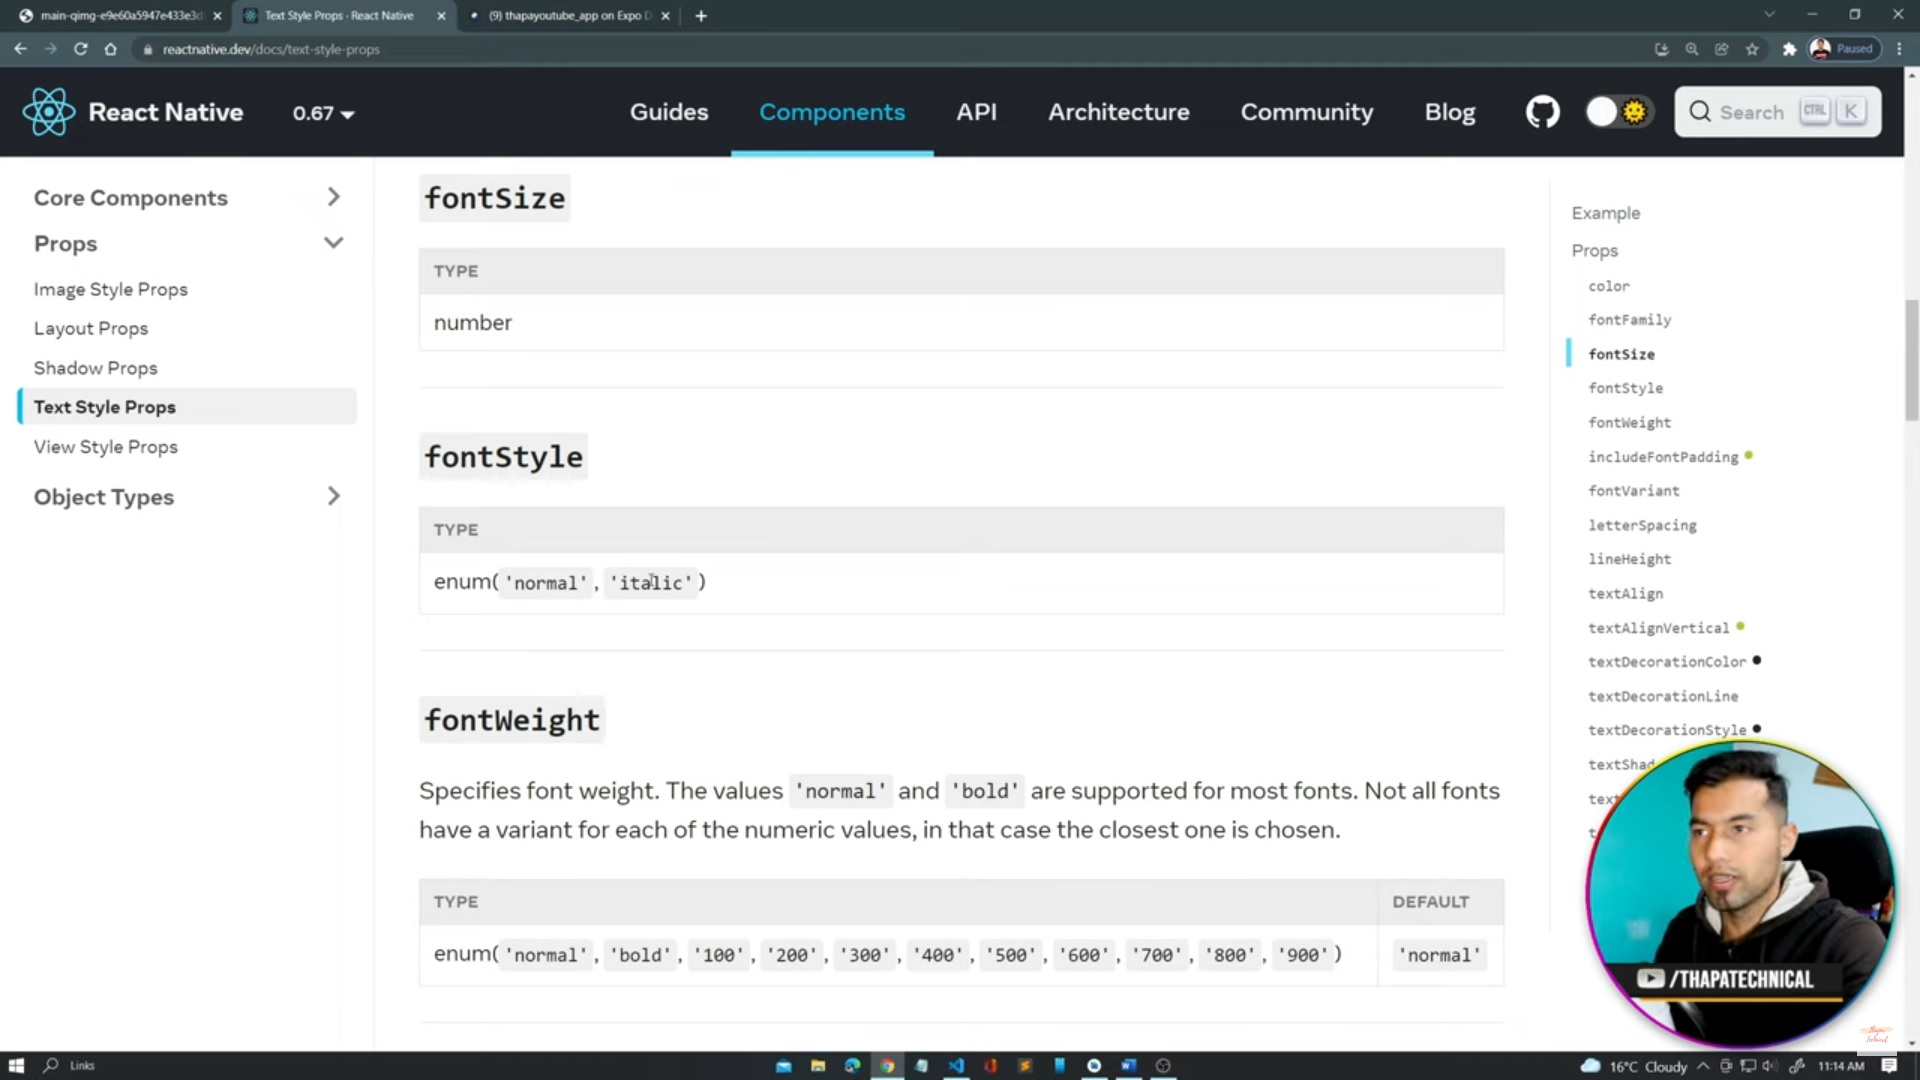 main-qimg-e9e60a5947e433e3d
Text Style Props · React Native
(9) thapayoutube_app on Expo D
reactnative.dev/docs/text-style-props
Paused
React Native
0.67
Guides
Components
API
Architecture
Community
Blog
Search
CTRL
K
Core Components
Props
Image Style Props
Layout Props
Shadow Props
Text Style Props
View Style Props
Object Types
fontSize
TYPE
number
fontStyle
TYPE
enum('normal', 'italic')
fontWeight
Specifies font weight. The values 'normal' and 'bold' are supported for most fonts. Not all fonts
have a variant for each of the numeric values, in that case the closest one is chosen.
TYPE DEFAULT
enum('normal', 'bold', '100', '200', '300', '400', '500', '600', '700', '800', '900') 'normal'
Example
Props
color
fontFamily
fontSize
fontStyle
fontWeight
includeFontPadding
fontVariant
letterSpacing
lineHeight
textAlign
textAlignVertical
textDecorationColor
textDecorationLine
textDecorationStyle
textShad
tex
t
/THAPATECHNICAL
Links
16°C Cloudy
11:14 AM